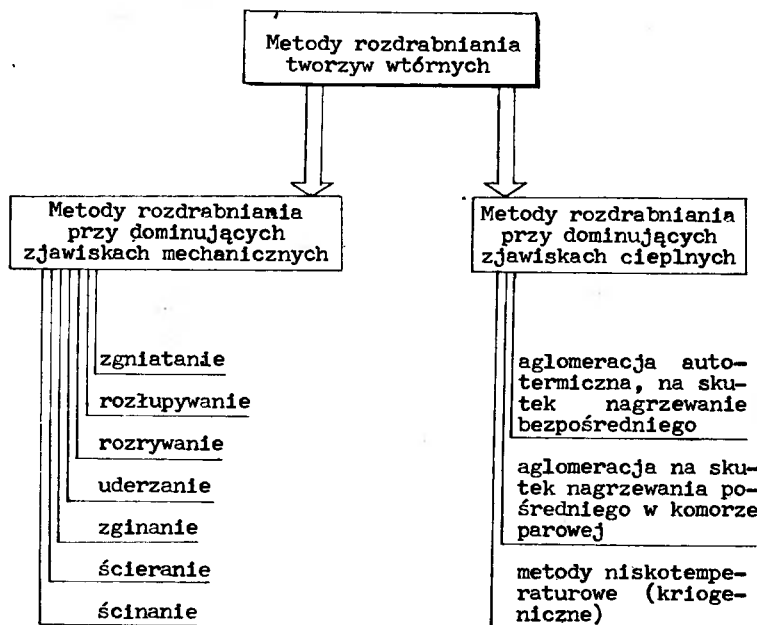 Metody rozdrabniania
tworzyw wtórnych
Metody rozdrabniania
przy dominujących
zjawiskach mechanicznych
zgniatanie
rozłupywanie
rozrywanie
uderzanie
zginanie
ścieranie
ścinanie
Metody rozdrabniania
przy dominujących
zjawiskach cieplnych
aglomeracja auto-
termiczna, na sku-
tek nagrzewanie
bezpośredniego
aglomeracja na sku-
tek nagrzewania po-
średniego w komorze
parowej
metody niskotempe-
raturowe (krioge-
niczne)